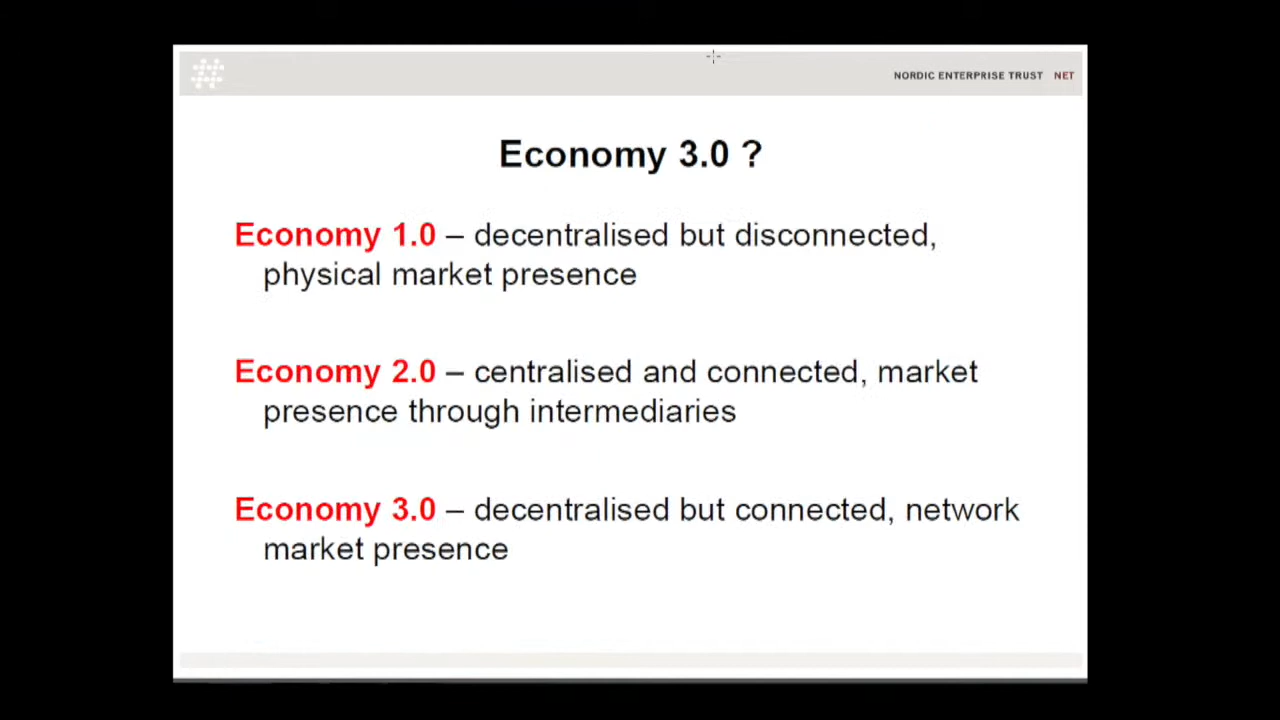 NORDIC ENTERPRISE TRUST NET
Economy 3.0 ?
Economy 1.0 – decentralised but disconnected,
physical market presence
Economy 2.0 – centralised and connected, market
presence through intermediaries
Economy 3.0 – decentralised but connected, network
market presence